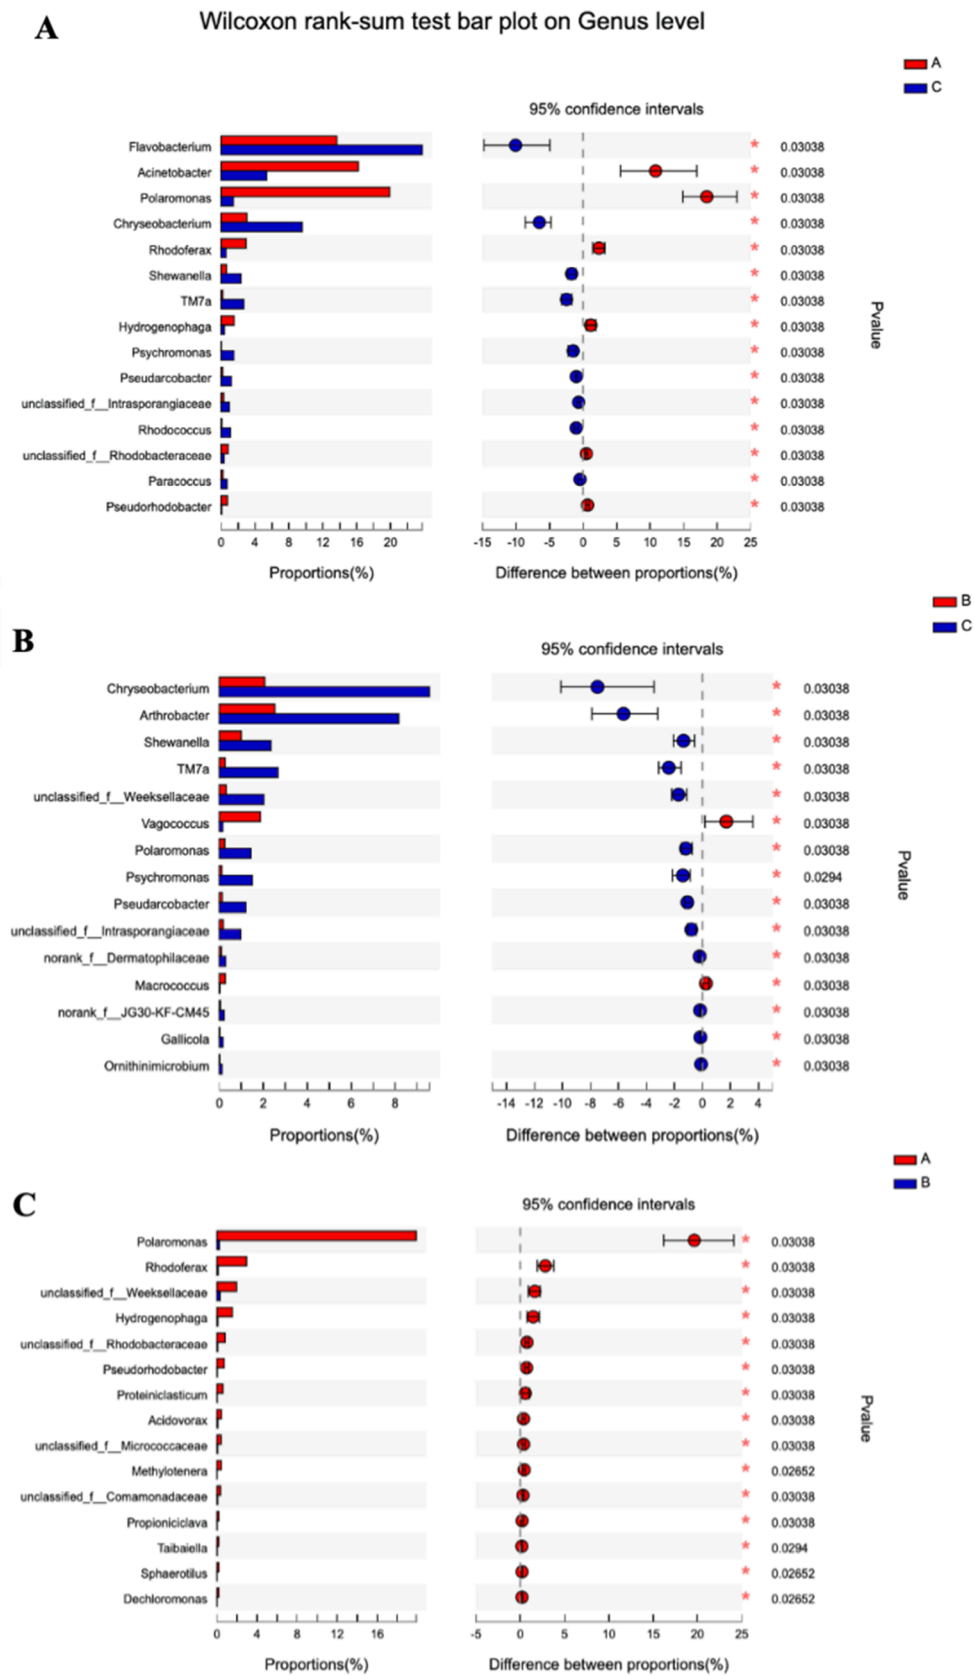 A
Wilcoxon rank-sum test bar plot on Genus level
A
C
95% confidence intervals
Flavobacterium * 0.03038
Acinetobacter * 0.03038
Polaromonas * 0.03038
Chryseobacterium * 0.03038
Rhodoferax * 0.03038
Shewanella * 0.03038
TM7a * 0.03038
Hydrogenophaga * 0.03038
Psychromonas * 0.03038
Pseudarcobacter * 0.03038
unclassified_f__Intrasporangiaceae * 0.03038
Rhodococcus * 0.03038
unclassified_f__Rhodobacteraceae * 0.03038
Paracoccus * 0.03038
Pseudorhodobacter * 0.03038
Pvalue
0 4 8 12 16 20 -15 -10 -5 0 5 10 15 20 25
Proportions(%) Difference between proportions(%)
B
B
C
95% confidence intervals
Chryseobacterium * 0.03038
Arthrobacter * 0.03038
Shewanella * 0.03038
TM7a * 0.03038
unclassified_f__Weeksellaceae * 0.03038
Vagococcus * 0.03038
Polaromonas * 0.03038
Psychromonas * 0.0294
Pseudarcobacter * 0.03038
unclassified_f__Intrasporangiaceae * 0.03038
norank_f__Dermatophilaceae * 0.03038
Macrococcus * 0.03038
norank_f__JG30-KF-CM45 * 0.03038
Gallicola * 0.03038
Ornithinimicrobium * 0.03038
Pvalue
0 2 4 6 8 -14 -12 -10 -8 -6 -4 -2 0 2 4
Proportions(%) Difference between proportions(%)
C
A
B
95% confidence intervals
Polaromonas * 0.03038
Rhodoferax * 0.03038
unclassified_f__Weeksellaceae * 0.03038
Hydrogenophaga * 0.03038
unclassified_f__Rhodobacteraceae * 0.03038
Pseudorhodobacter * 0.03038
Proteiniclasticum * 0.03038
Acidovorax * 0.03038
unclassified_f__Micrococcaceae * 0.03038
Methylotenera * 0.02652
unclassified_f__Comamonadaceae * 0.03038
Propioniciclava * 0.03038
Taibaiella * 0.0294
Sphaerotilus * 0.02652
Dechloromonas * 0.02652
Pvalue
0 4 8 12 16 -5 0 5 10 15 20 25
Proportions(%) Difference between proportions(%)